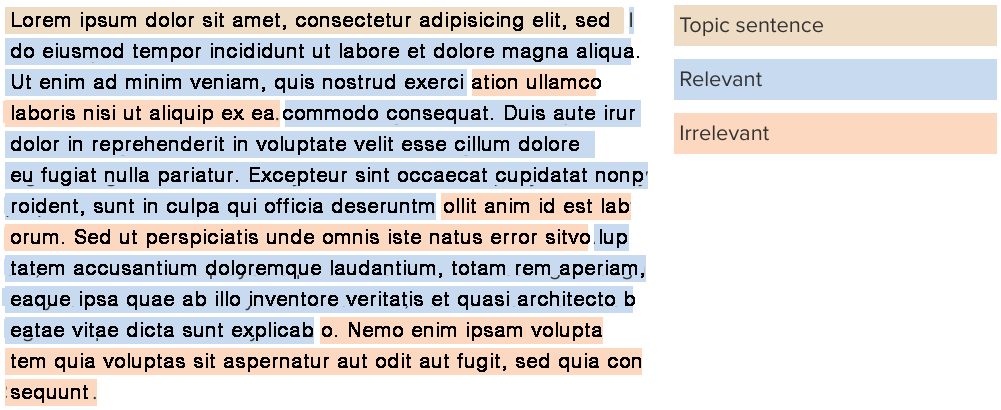 Lorem ipsum dolor sit amet, consectetur adipisicing elit, sed l
do eiusmod tempor incididunt ut labore et dolore magna aliqua.
Ut enim ad minim veniam, quis nostrud exerci ation ullamco
laboris nisi ut aliquip ex ea. commodo consequat. Duis aute irur
dolor in reprehenderit in voluptate velit esse cillum dolore
eu fugiat nulla pariatur. Excepteur sint occaecat cupidatat nonp
roident, sunt in culpa qui officia deseruntm ollit anim id est lab
orum. Sed ut perspiciatis unde omnis iste natus error sitvo lup
tatem accusantium doloremque laudantium, totam rem aperiam,
eaque ipsa quae ab illo inventore veritatis et quasi architecto b
eatae vitae dicta sunt explicab o. Nemo enim ipsam volupta
tem quia voluptas sit aspernatur aut odit aut fugit, sed quia con
sequunt.
Topic sentence
Relevant
Irrelevant